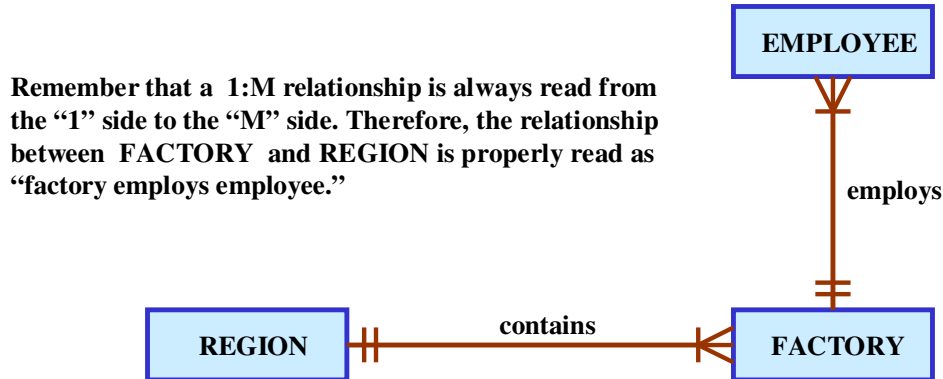 EMPLOYEE
Remember that a 1:M relationship is always read from
the “1” side to the “M” side. Therefore, the relationship
between FACTORY and REGION is properly read as
“factory employs employee.”
employs
contains
REGION
FACTORY